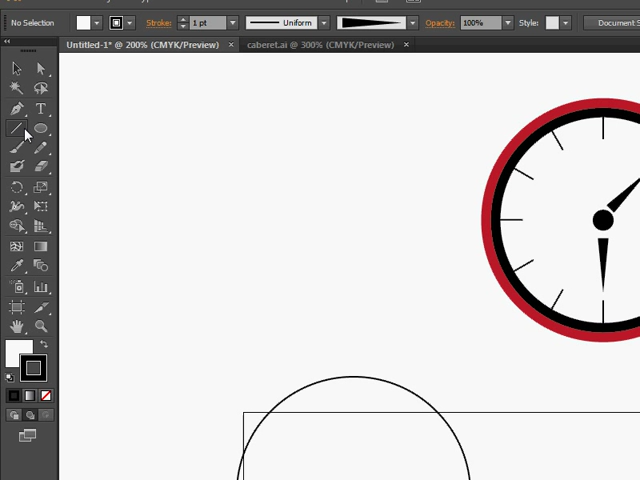 No Selection Stroke: 1 pt Uniform Opacity: 100% Style: Document S
Untitled-1* @ 200% (CMYK/Preview) × caberet.ai @ 300% (CMYK/Preview) ×
T